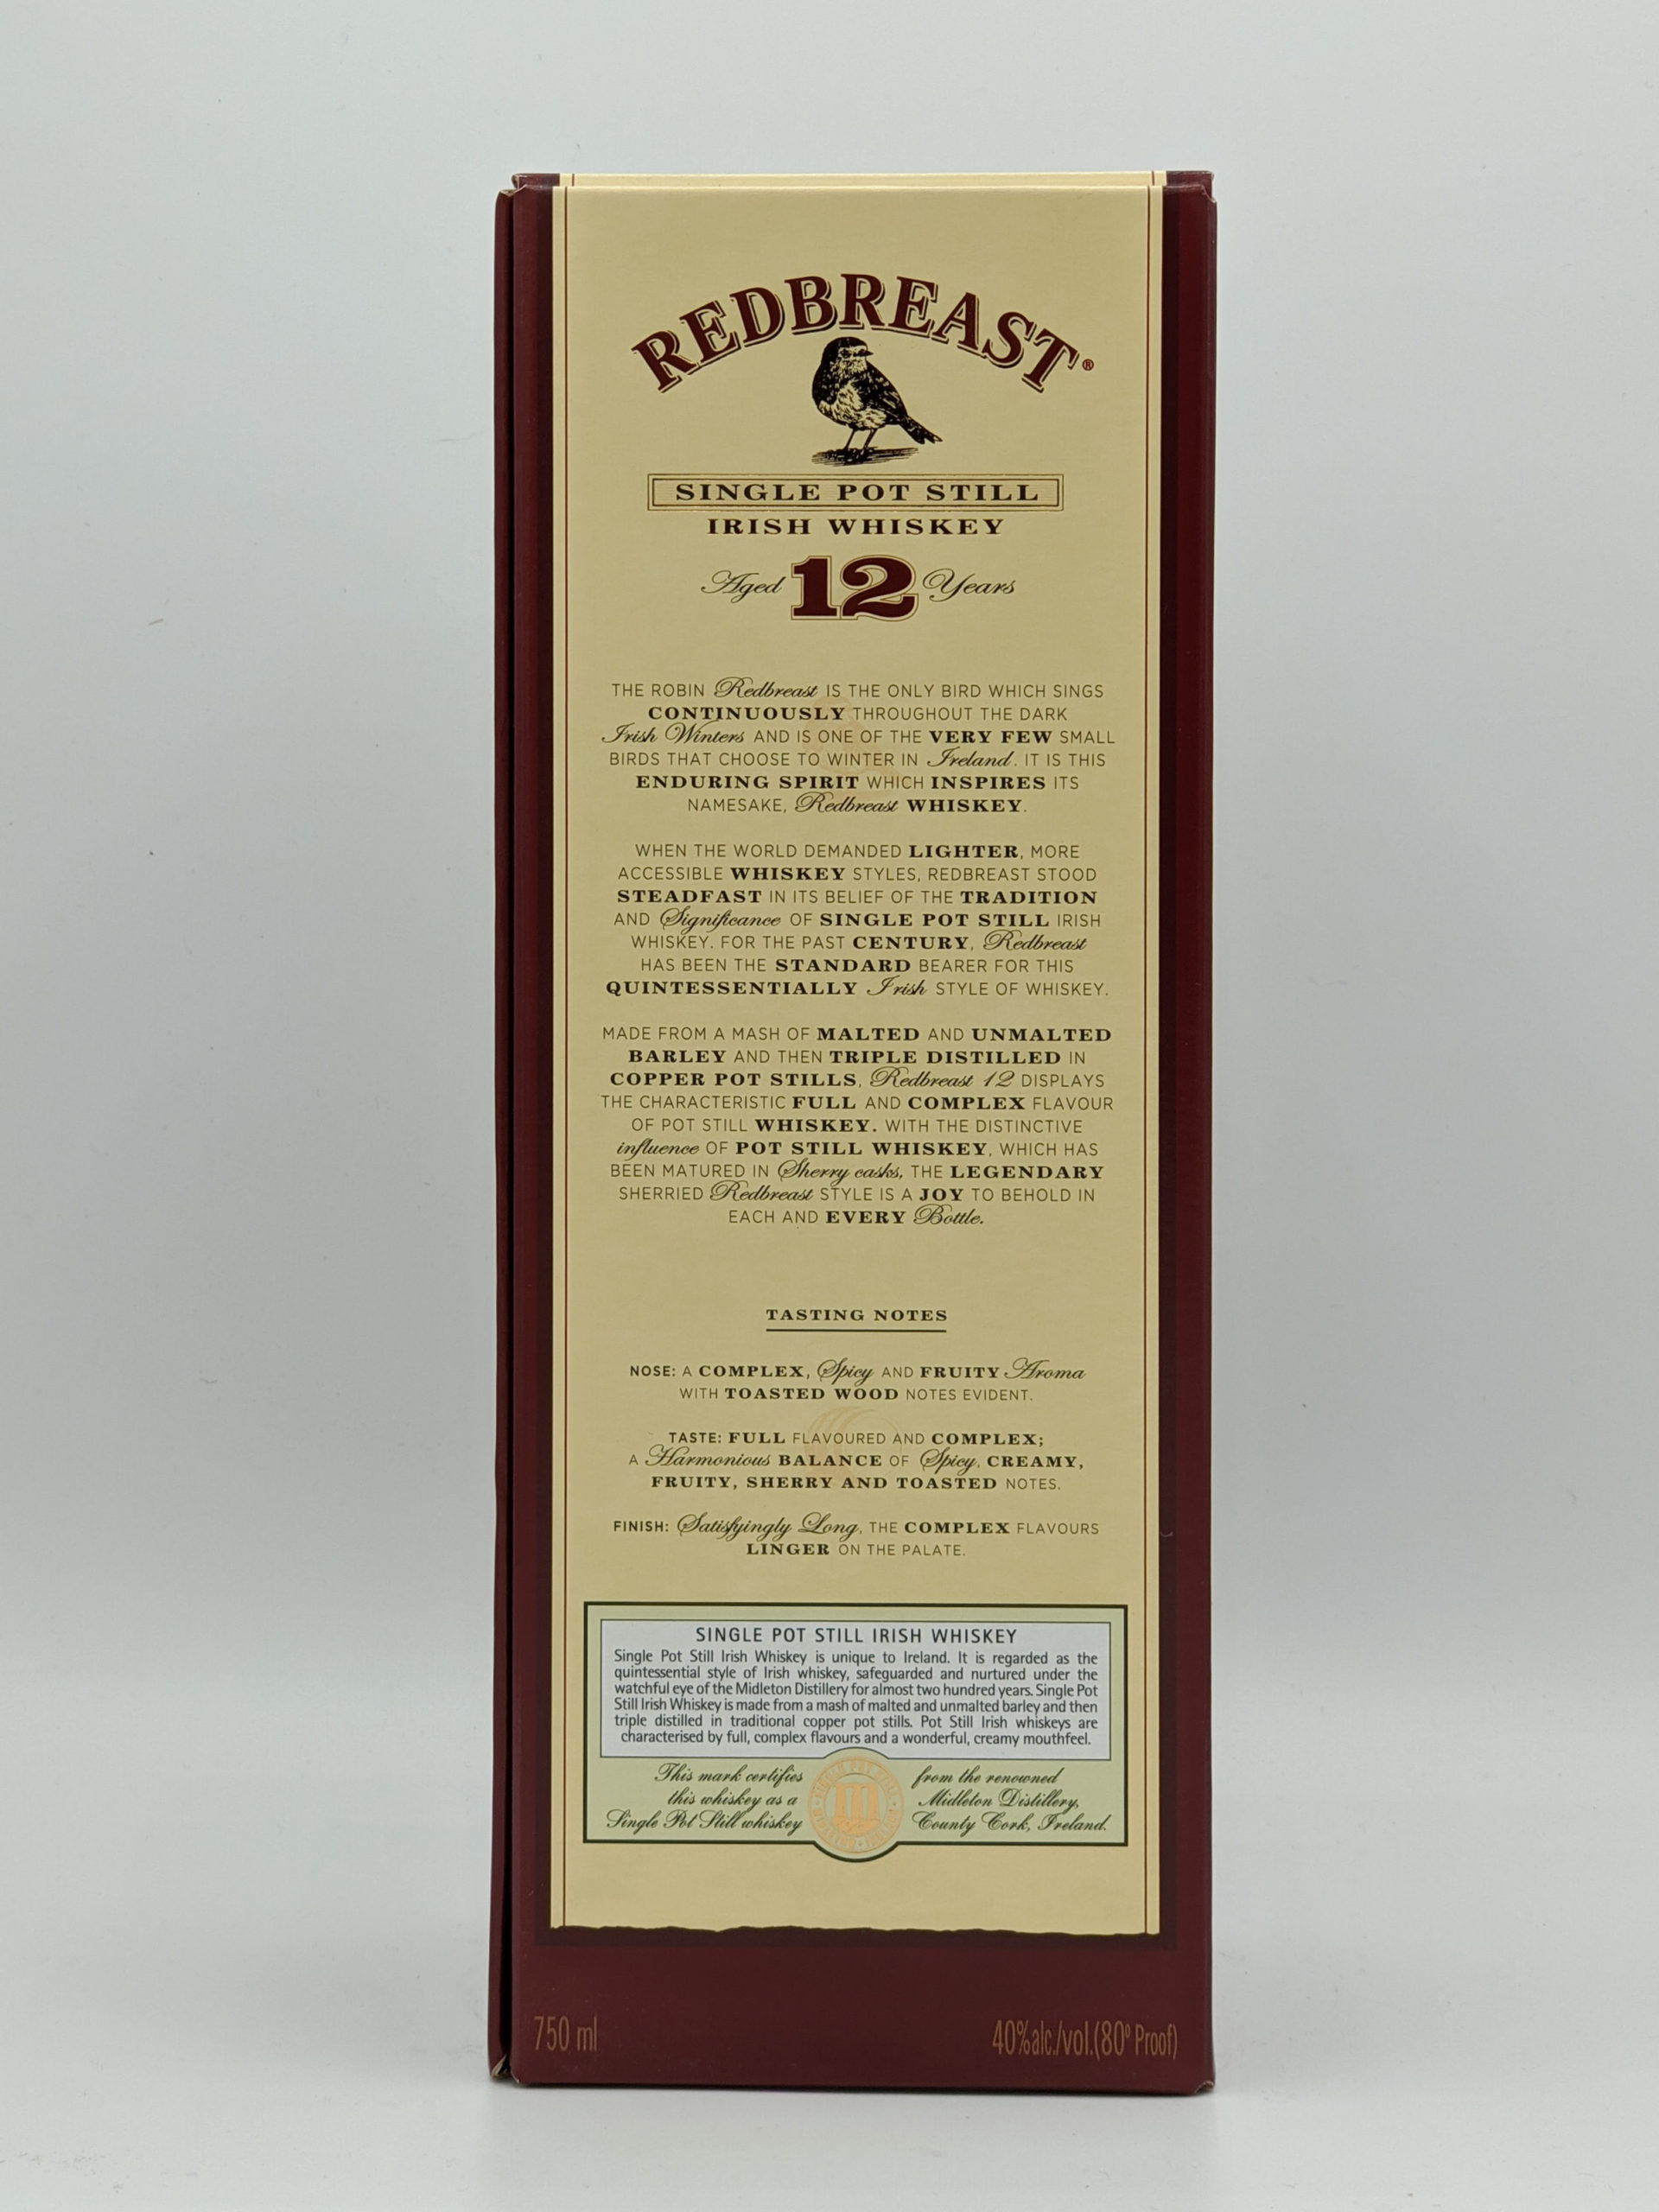 REDBREAST®
SINGLE POT STILL
IRISH WHISKEY
Aged 12 Years
THE ROBIN Redbreast IS THE ONLY BIRD WHICH SINGS
CONTINUOUSLY THROUGHOUT THE DARK
Irish Winters AND IS ONE OF THE VERY FEW SMALL
BIRDS THAT CHOOSE TO WINTER IN Ireland. IT IS THIS
ENDURING SPIRIT WHICH INSPIRES ITS
NAMESAKE, Redbreast WHISKEY.
WHEN THE WORLD DEMANDED LIGHTER, MORE
ACCESSIBLE WHISKEY STYLES, REDBREAST STOOD
STEADFAST IN ITS BELIEF OF THE TRADITION
AND Significance OF SINGLE POT STILL IRISH
WHISKEY. FOR THE PAST CENTURY, Redbreast
HAS BEEN THE STANDARD BEARER FOR THIS
QUINTESSENTIALLY Irish STYLE OF WHISKEY.
MADE FROM A MASH OF MALTED AND UNMALTED
BARLEY AND THEN TRIPLE DISTILLED IN
COPPER POT STILLS, Redbreast 12 DISPLAYS
THE CHARACTERISTIC FULL AND COMPLEX FLAVOUR
OF POT STILL WHISKEY. WITH THE DISTINCTIVE
influence OF POT STILL WHISKEY, WHICH HAS
BEEN MATURED IN Sherry casks, THE LEGENDARY
SHERRIED Redbreast STYLE IS A JOY TO BEHOLD IN
EACH AND EVERY Bottle.
TASTING NOTES
NOSE: A COMPLEX, Spicy AND FRUITY Aroma
WITH TOASTED WOOD NOTES EVIDENT.
TASTE: FULL FLAVOURED AND COMPLEX;
A Harmonious BALANCE OF Spicy, CREAMY,
FRUITY, SHERRY AND TOASTED NOTES.
FINISH: Satisfyingly Long, THE COMPLEX FLAVOURS
LINGER ON THE PALATE.
SINGLE POT STILL IRISH WHISKEY
Single Pot Still Irish Whiskey is unique to Ireland. It is regarded as the
quintessential style of Irish whiskey, safeguarded and nurtured under the
watchful eye of the Midleton Distillery for almost two hundred years. Single Pot
Still Irish Whiskey is made from a mash of malted and unmalted barley and then
triple distilled in traditional copper pot stills. Pot Still Irish whiskeys are
characterised by full, complex flavours and a wonderful, creamy mouthfeel.
This mark certifies
this whiskey as a
Single Pot Still whiskey
from the renowned
Midleton Distillery,
County Cork, Ireland.
750 ml
40%alc./vol.(80° Proof)